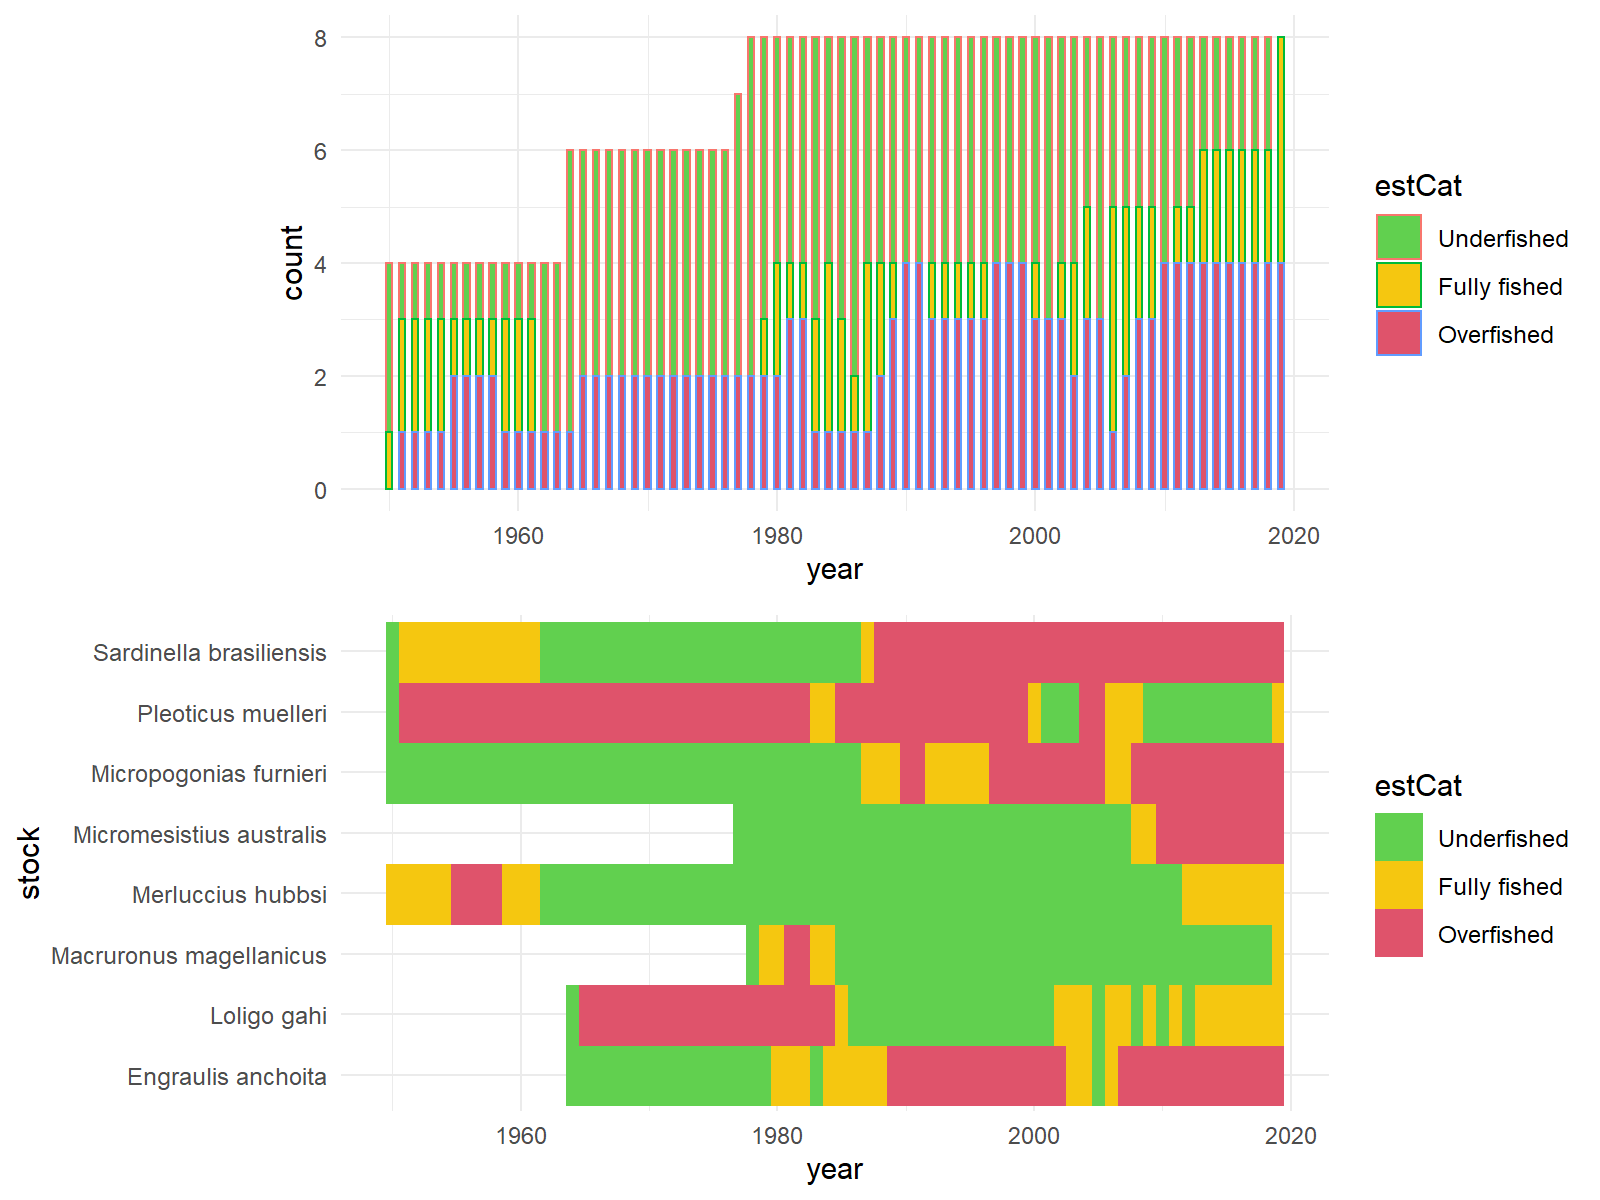 8
6
4
2
0
count
1960
1980
2000
2020
year
estCat
Underfished
Fully fished
Overfished
Sardinella brasiliensis
Pleoticus muelleri
Micropogonias furnieri
Micromesistius australis
Merluccius hubbsi
Macruronus magellanicus
Loligo gahi
Engraulis anchoita
stock
1960
1980
2000
2020
year
estCat
Underfished
Fully fished
Overfished